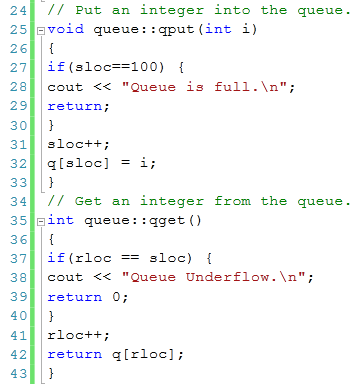 24 // Put an integer into the queue.
25 void queue::qput(int i)
26 {
27 if(sloc==100) {
28 cout << "Queue is full.\n";
29 return;
30 }
31 sloc++;
32 q[sloc] = i;
33 }
34 // Get an integer from the queue.
35 int queue::qget()
36 {
37 if(rloc == sloc) {
38 cout << "Queue Underflow.\n";
39 return 0;
40 }
41 rloc++;
42 return q[rloc];
43 }